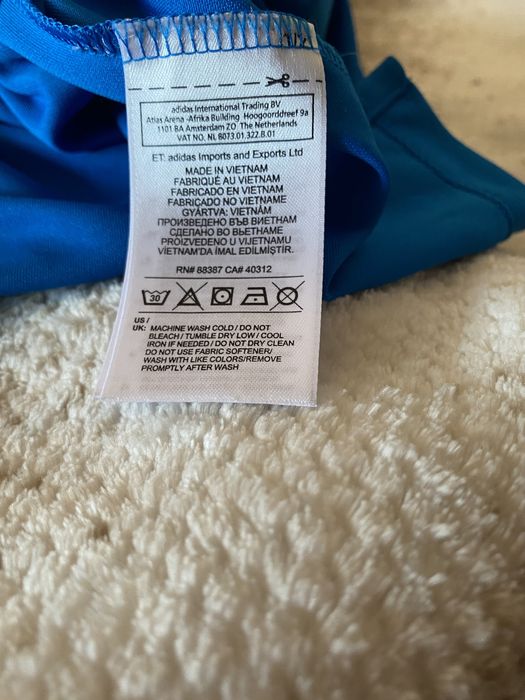 adidas International Trading BV
Atlas Arena -Afrika Building Hoogoorddreef 9a
1101 BA Amsterdam ZO The Netherlands
VAT NO. NL 8073.01.322.B.01
ET: adidas Imports and Exports Ltd
MADE IN VIETNAM
FABRIQUÉ AU VIETNAM
FABRICADO EN VIETNAM
FABRICADO NO VIETNAME
GYÁRTVA: VIETNÁM
ПРОИЗВЕДЕНО ВЪВ ВИЕТНАМ
СДЕЛАНО ВО ВЬЕТНАМЕ
PROIZVEDENO U VIJETNAMU
VİETNAM'DA İMAL EDİLMİŞTİR.
RN# 88387 CA# 40312
30
US /
UK: MACHINE WASH COLD / DO NOT
BLEACH / TUMBLE DRY LOW / COOL
IRON IF NEEDED / DO NOT DRY CLEAN
DO NOT USE FABRIC SOFTENER/
WASH WITH LIKE COLORS/REMOVE
PROMPTLY AFTER WASH